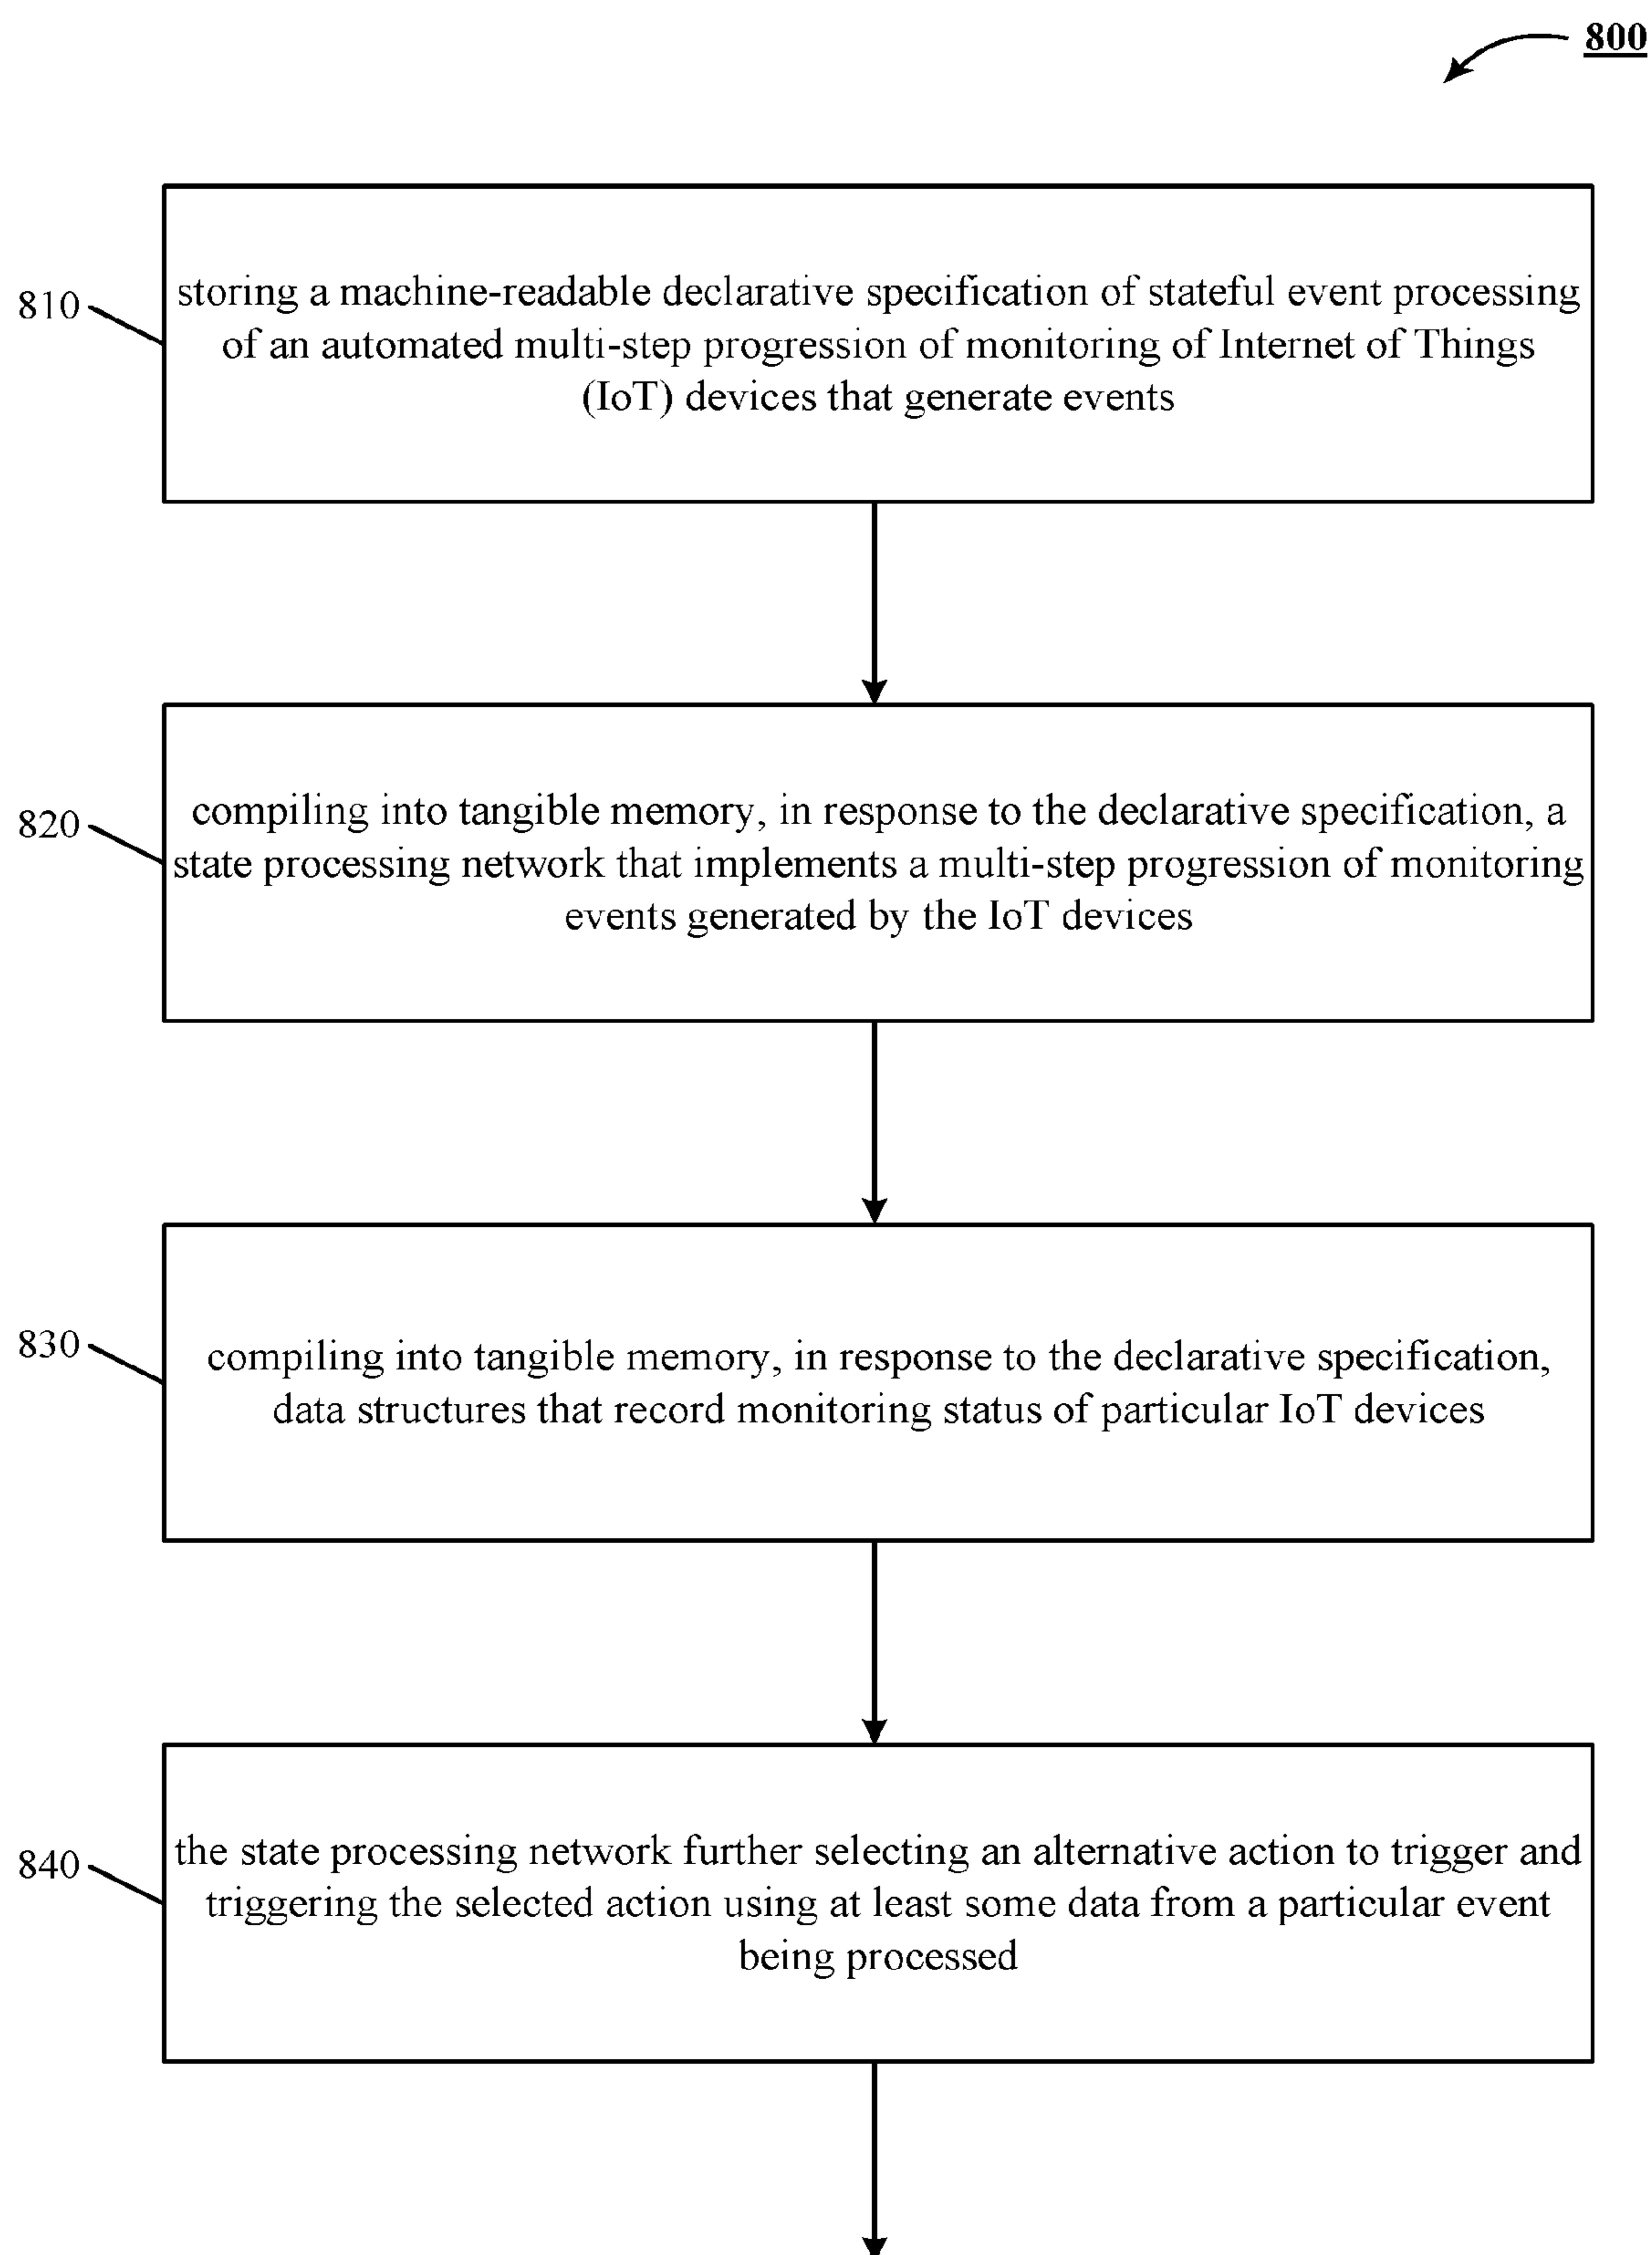 800
810
storing a machine-readable declarative specification of stateful event processing
of an automated multi-step progression of monitoring of Internet of Things
(IoT) devices that generate events
820
compiling into tangible memory, in response to the declarative specification, a
state processing network that implements a multi-step progression of monitoring
events generated by the IoT devices
830
compiling into tangible memory, in response to the declarative specification,
data structures that record monitoring status of particular IoT devices
840
the state processing network further selecting an alternative action to trigger and
triggering the selected action using at least some data from a particular event
being processed